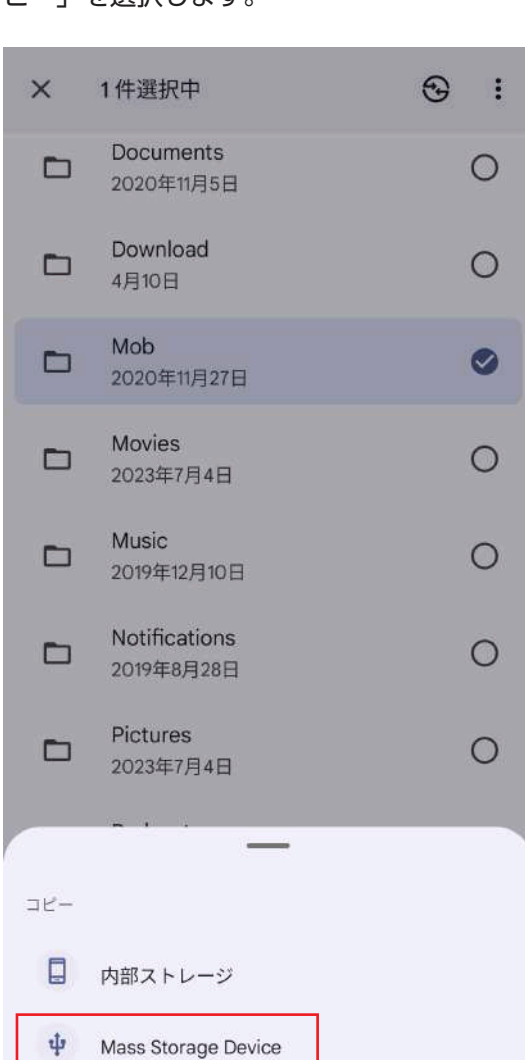 ピー」を選択します。
1件選択中
Documents
2020年11月5日
Download
4月10日
Mob
2020年11月27日
Movies
2023年7月4日
Music
2019年12月10日
Notifications
2019年8月28日
Pictures
2023年7月4日
コピー
内部ストレージ
Mass Storage Device